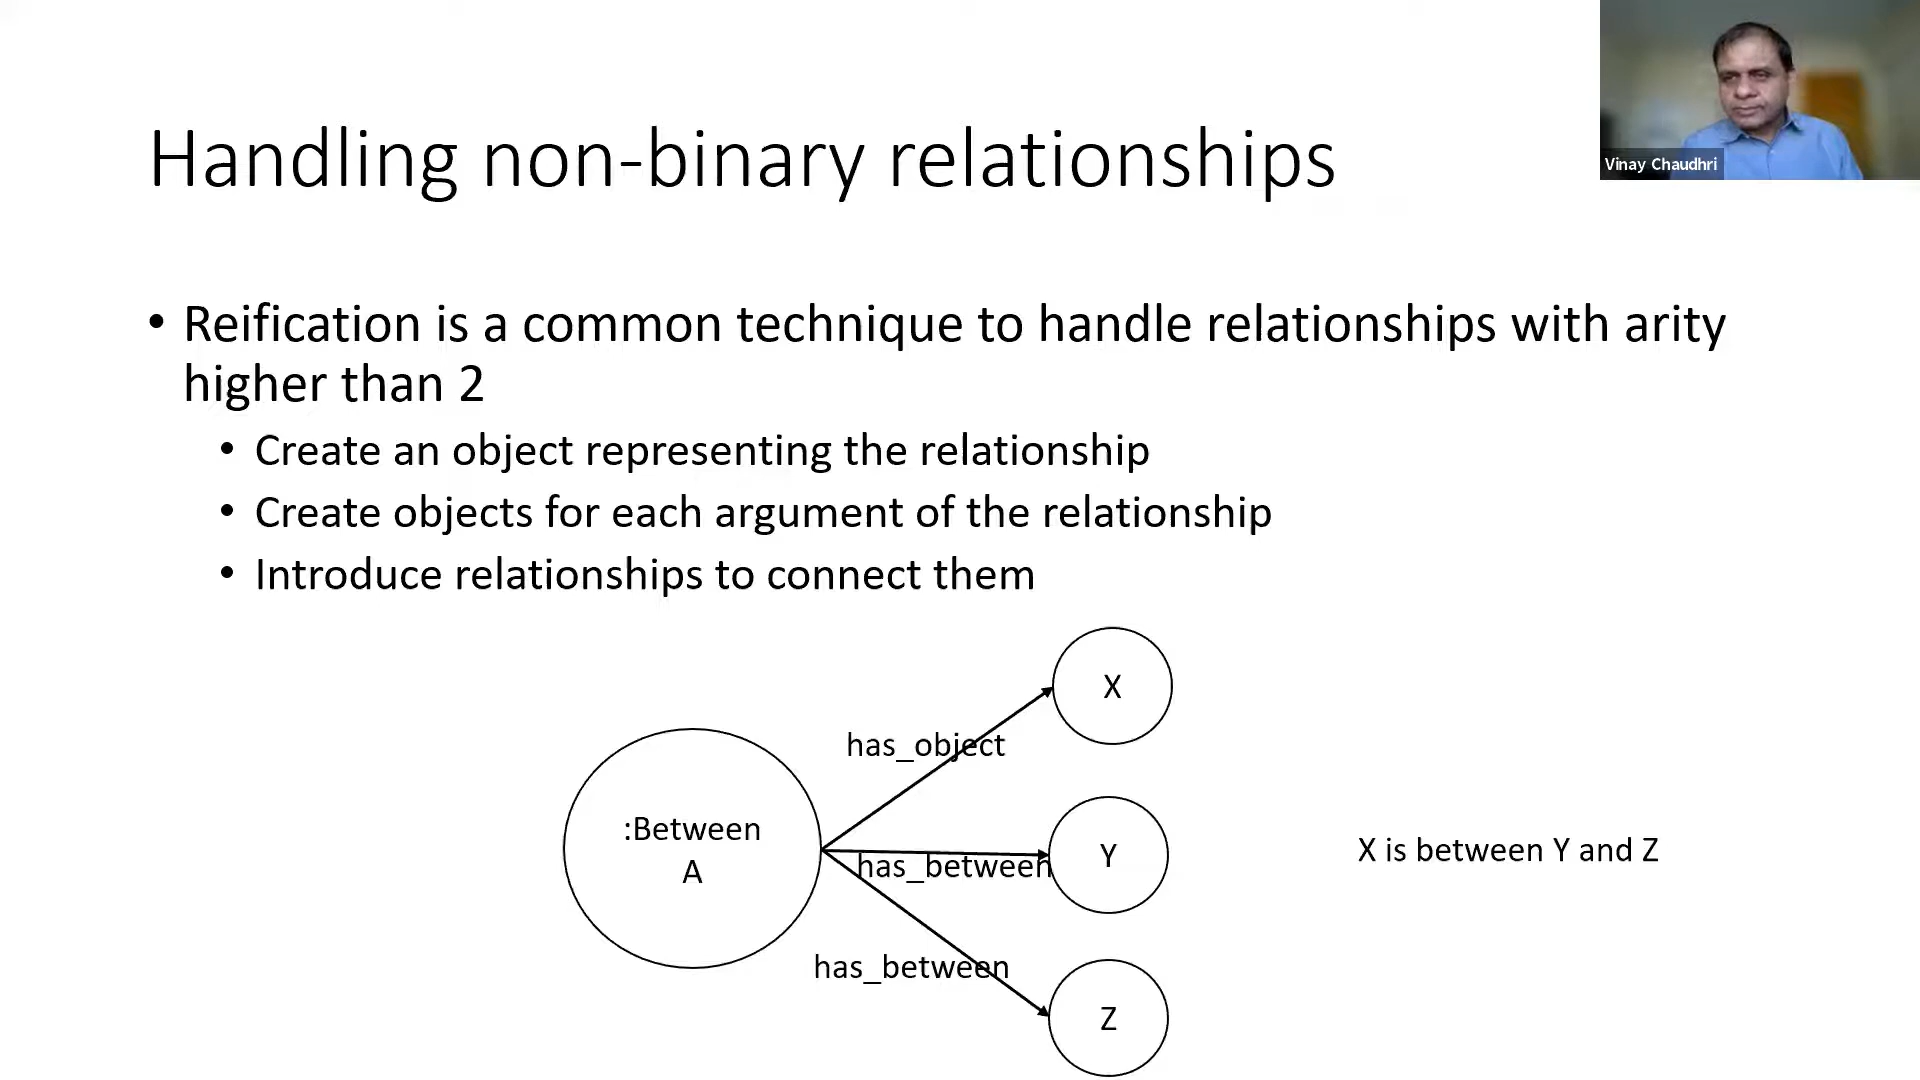 Vinay Chaudhri
Handling non-binary relationships
• Reification is a common technique to handle relationships with arity
higher than 2
• Create an object representing the relationship
• Create objects for each argument of the relationship
• Introduce relationships to connect them
X
has_object
:Between
A
has_between
Y
X is between Y and Z
has_between
Z